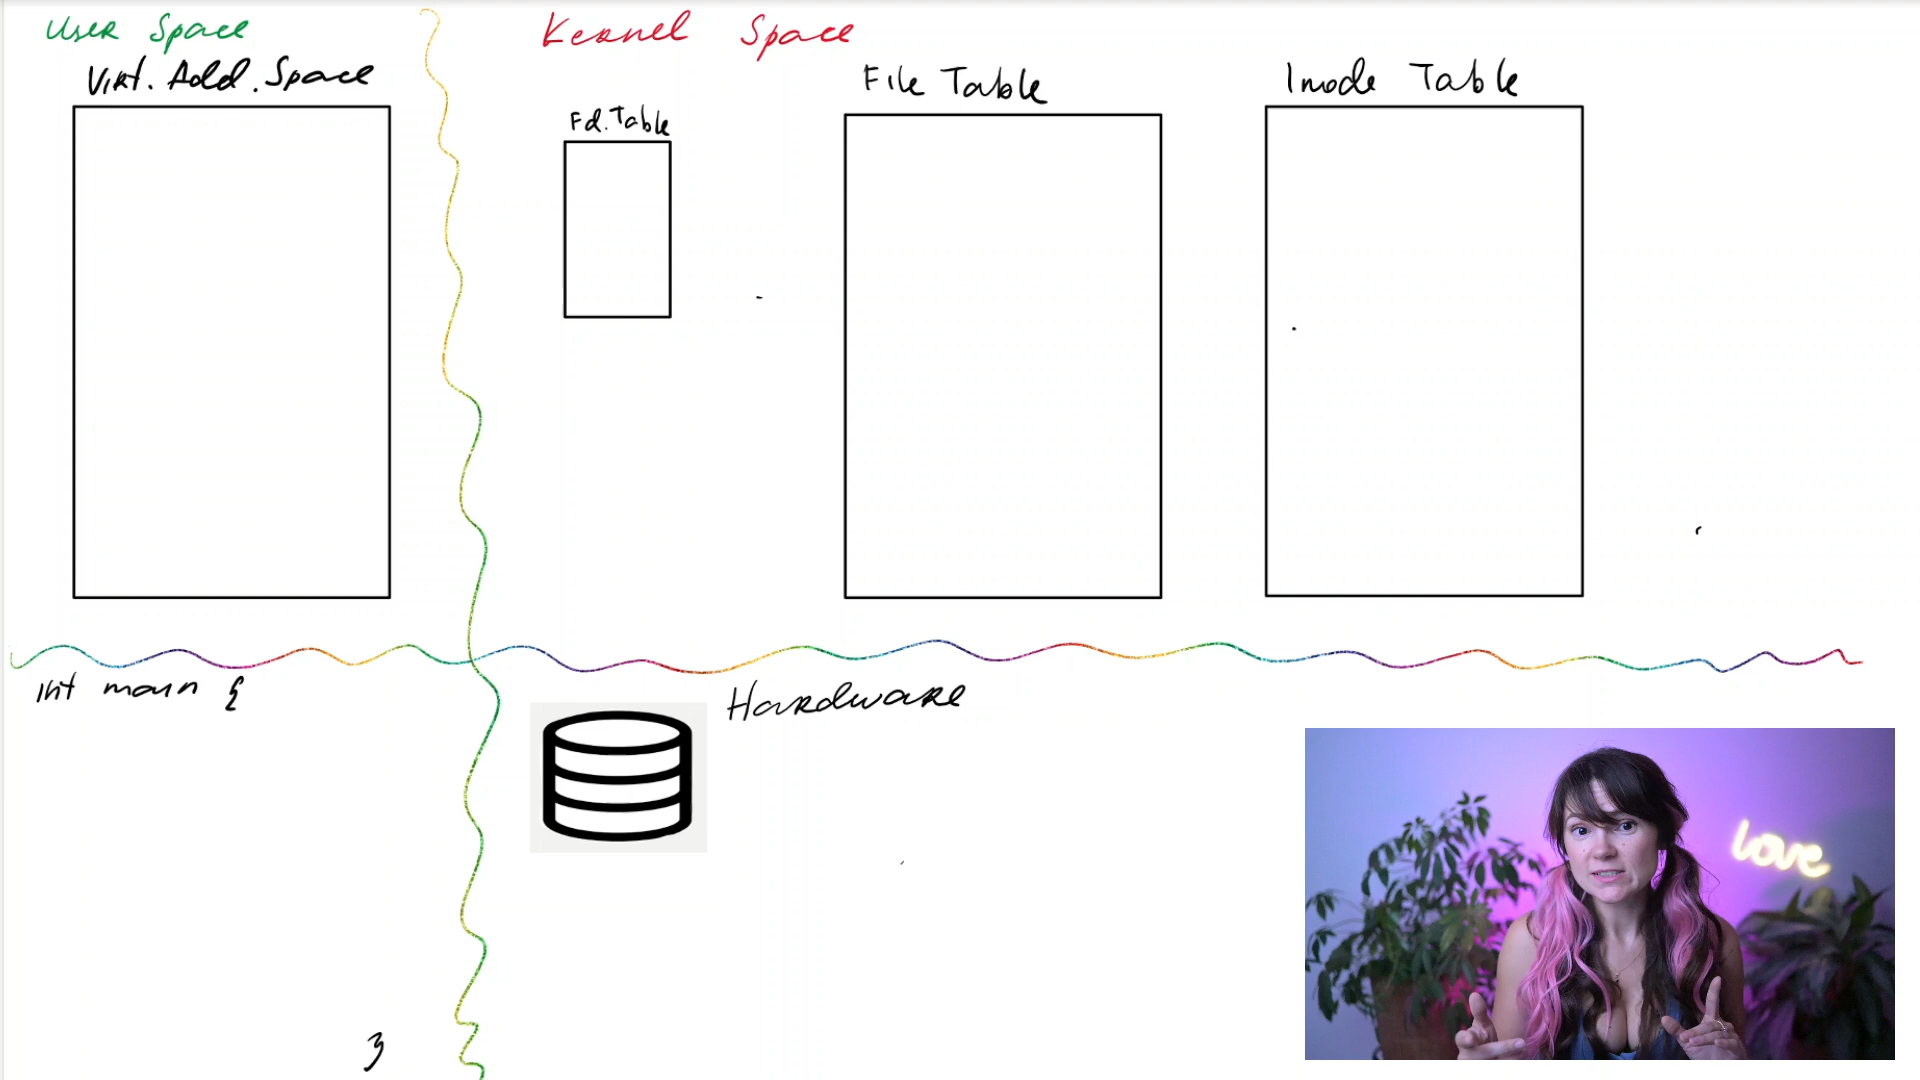 User Space
Kernel Space
Virt. Add. Space
Fd. Table
File Table
Inode Table
int main {
Hardware
love
}